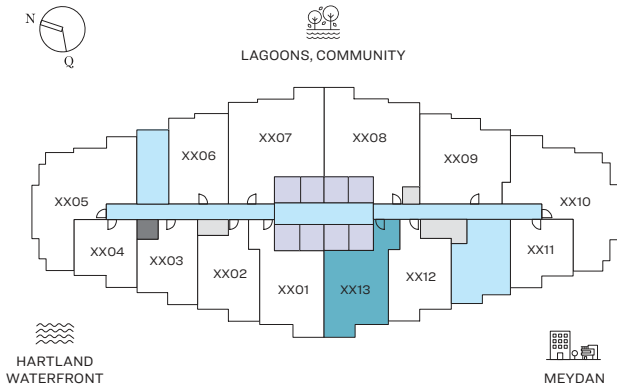 N
Q
LAGOONS, COMMUNITY
XX07
XX08
XX06
XX09
XX05
XX10
XX04
XX03
XX02
XX01
XX13
XX12
XX11
HARTLAND
WATERFRONT
MEYDAN